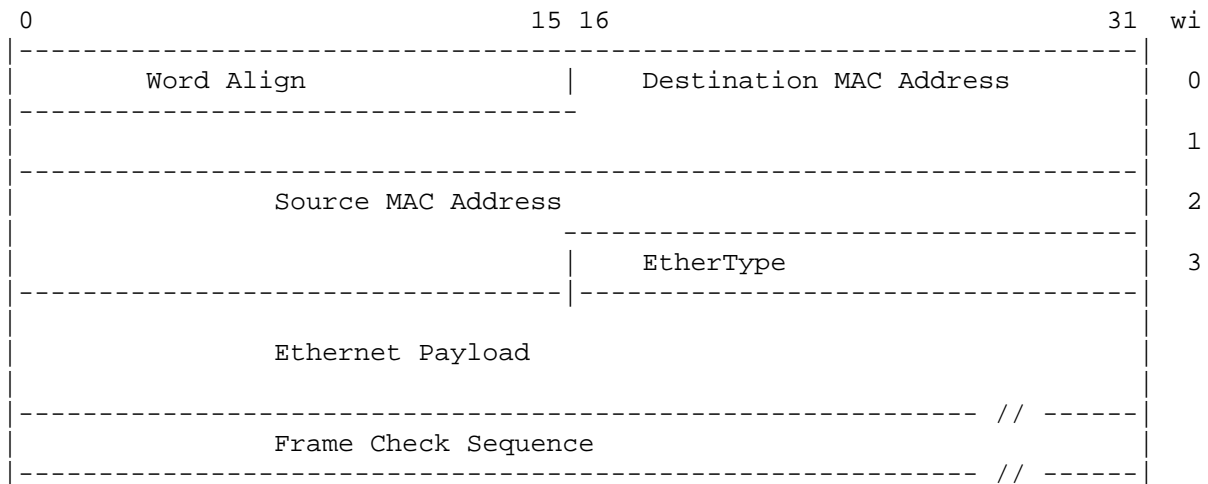 0 15 16 31 wi
Word Align | Destination MAC Address 0
1
Source MAC Address 2
| EtherType 3
Ethernet Payload
//
Frame Check Sequence
//